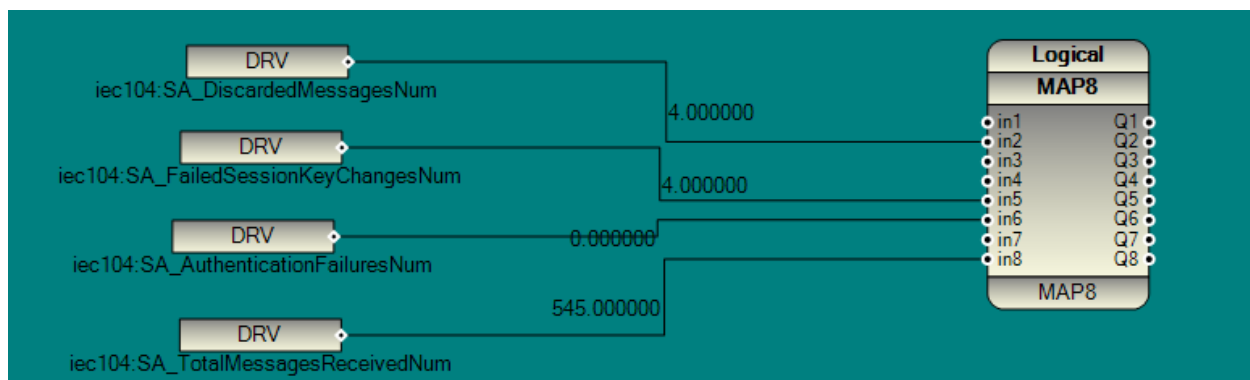 DRV
iec104:SA_DiscardedMessagesNum
4.000000
DRV
iec104:SA_FailedSessionKeyChangesNum
4.000000
DRV
iec104:SA_AuthenticationFailuresNum
0.000000
DRV
iec104:SA_TotalMessagesReceivedNum
545.000000
Logical
MAP8
in1 Q1
in2 Q2
in3 Q3
in4 Q4
in5 Q5
in6 Q6
in7 Q7
in8 Q8
MAP8